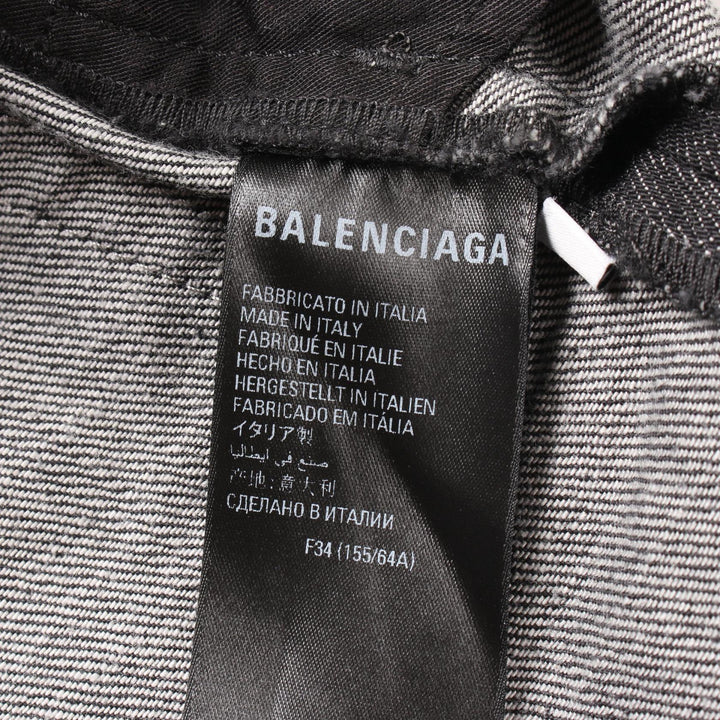 BALENCIAGA
FABBRICATO IN ITALIA
MADE IN ITALY
FABRIQUÉ EN ITALIE
HECHO EN ITALIA
HERGESTELLT IN ITALIEN
FABRICADO EM ITÁLIA
イタリア製
صنع في ايطاليا
产地:意大利
СДЕЛАНО В ИТАЛИИ
F34 (155/64A)